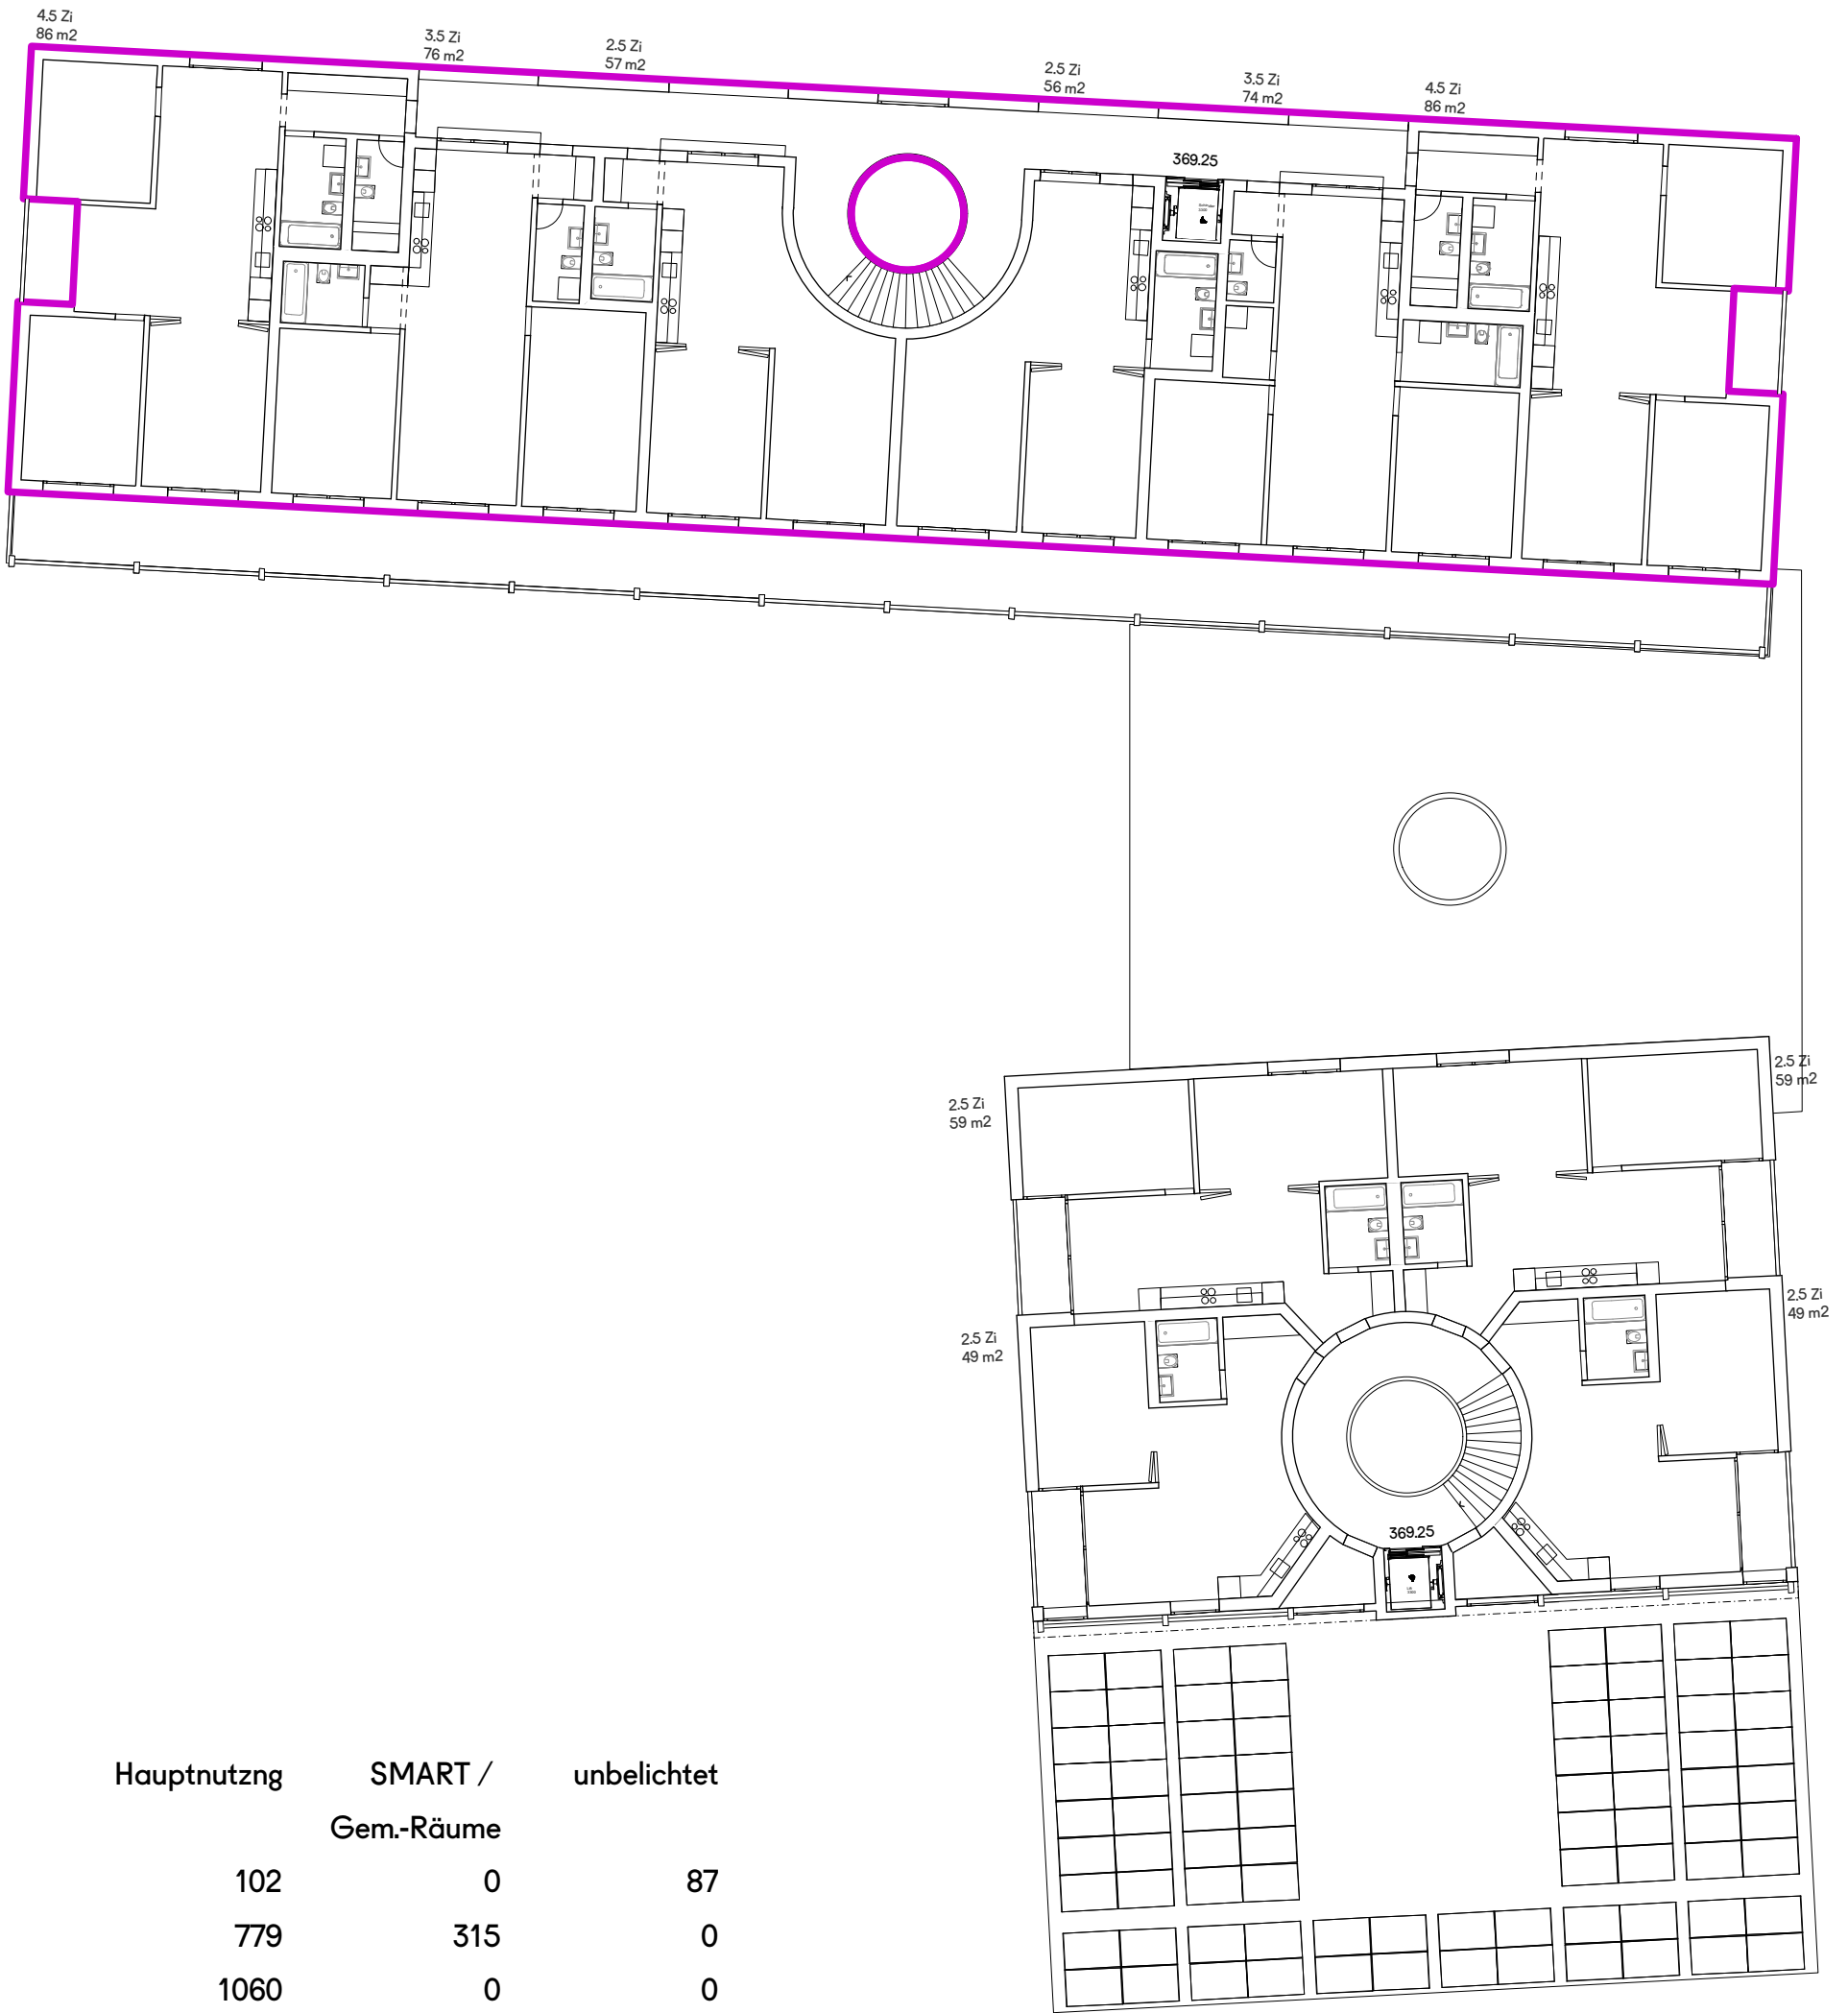 4.5 Zi
86 m2
3.5 Zi
76 m2
2.5 Zi
57 m2
2.5 Zi
56 m2
3.5 Zi
74 m2
4.5 Zi
86 m2
369.25
2.5 Zi
59 m2
2.5 Zi
59 m2
2.5 Zi
49 m2
2.5 Zi
49 m2
369.25
Hauptnutzng SMART / unbelichtet
Gem.-Räume
102 0 87
779 315 0
1060 0 0